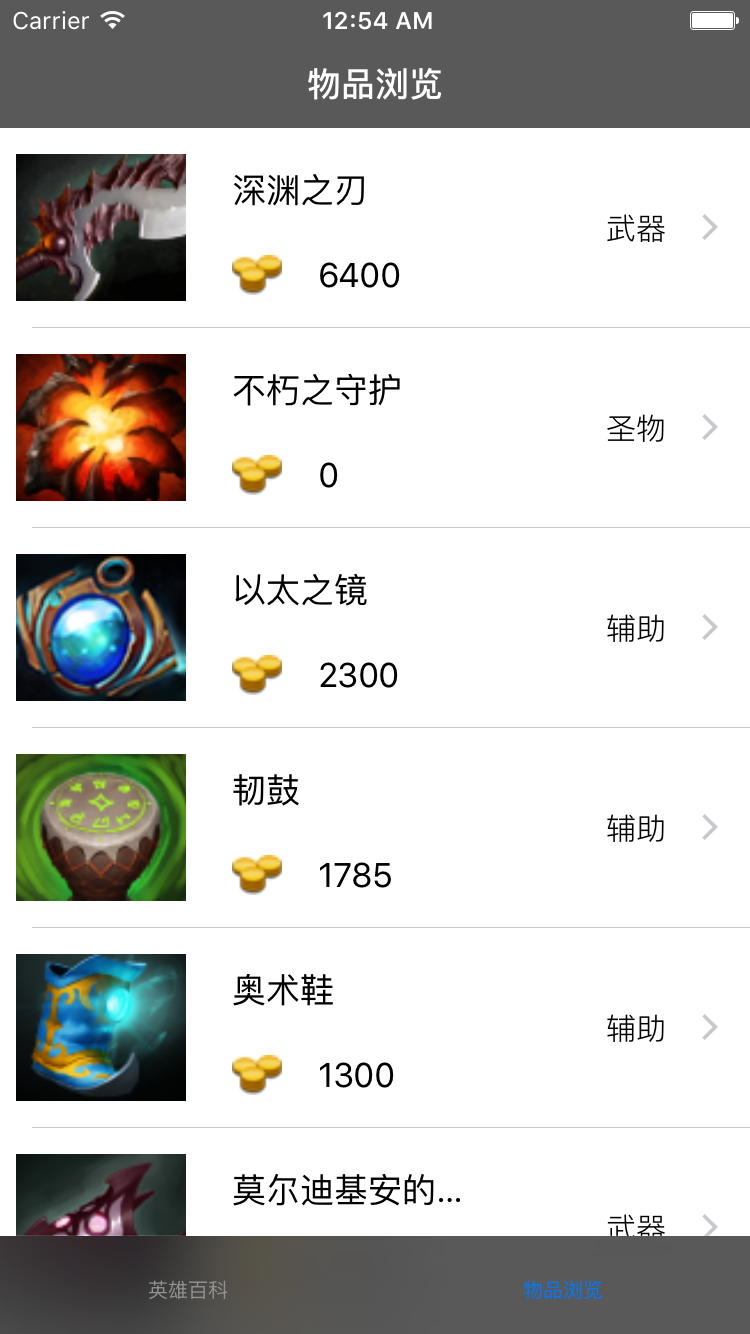 Carrier 12:54 AM
物品浏览
深渊之刃
武器
6400
不朽之守护
圣物
0
以太之镜
辅助
2300
韧鼓
辅助
1785
奥术鞋
辅助
1300
莫尔迪基安的...
武器
英雄百科 物品浏览